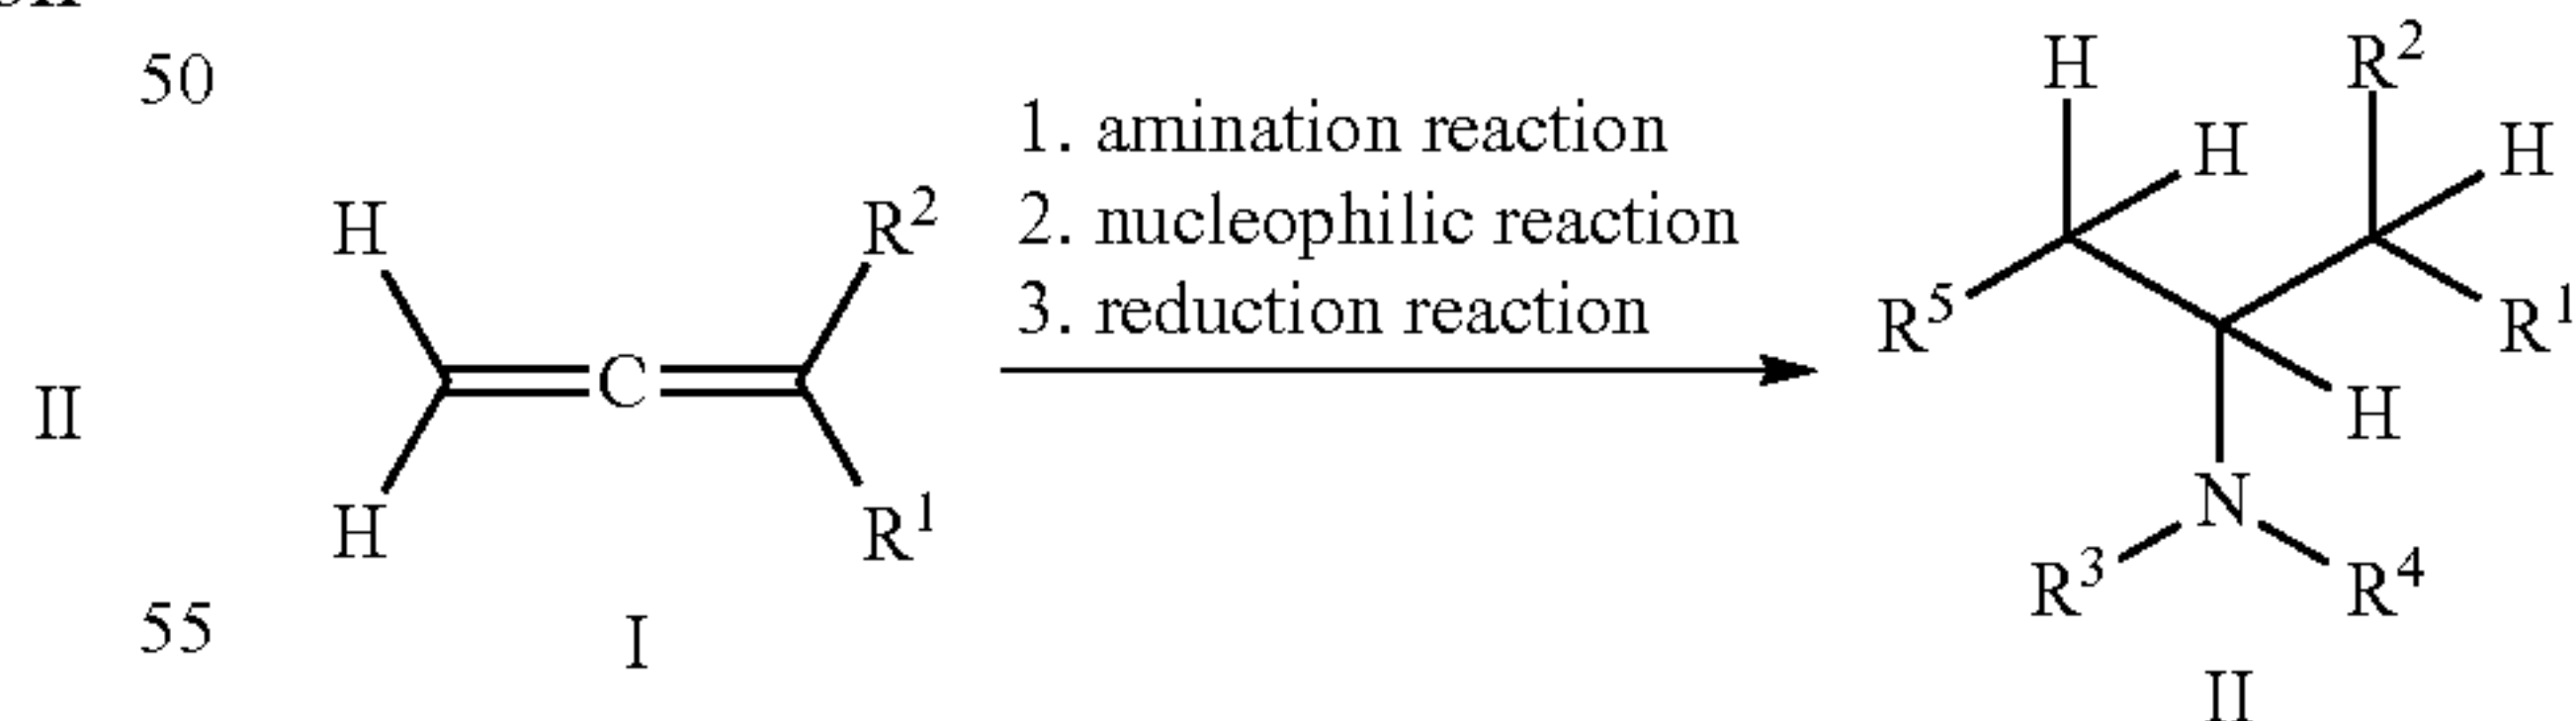 50
1. amination reaction
2. nucleophilic reaction
3. reduction reaction
H
R²
H
R²
H
H
C
R⁵
R¹
II
H
H
R¹
N
R³
R⁴
55
I
II